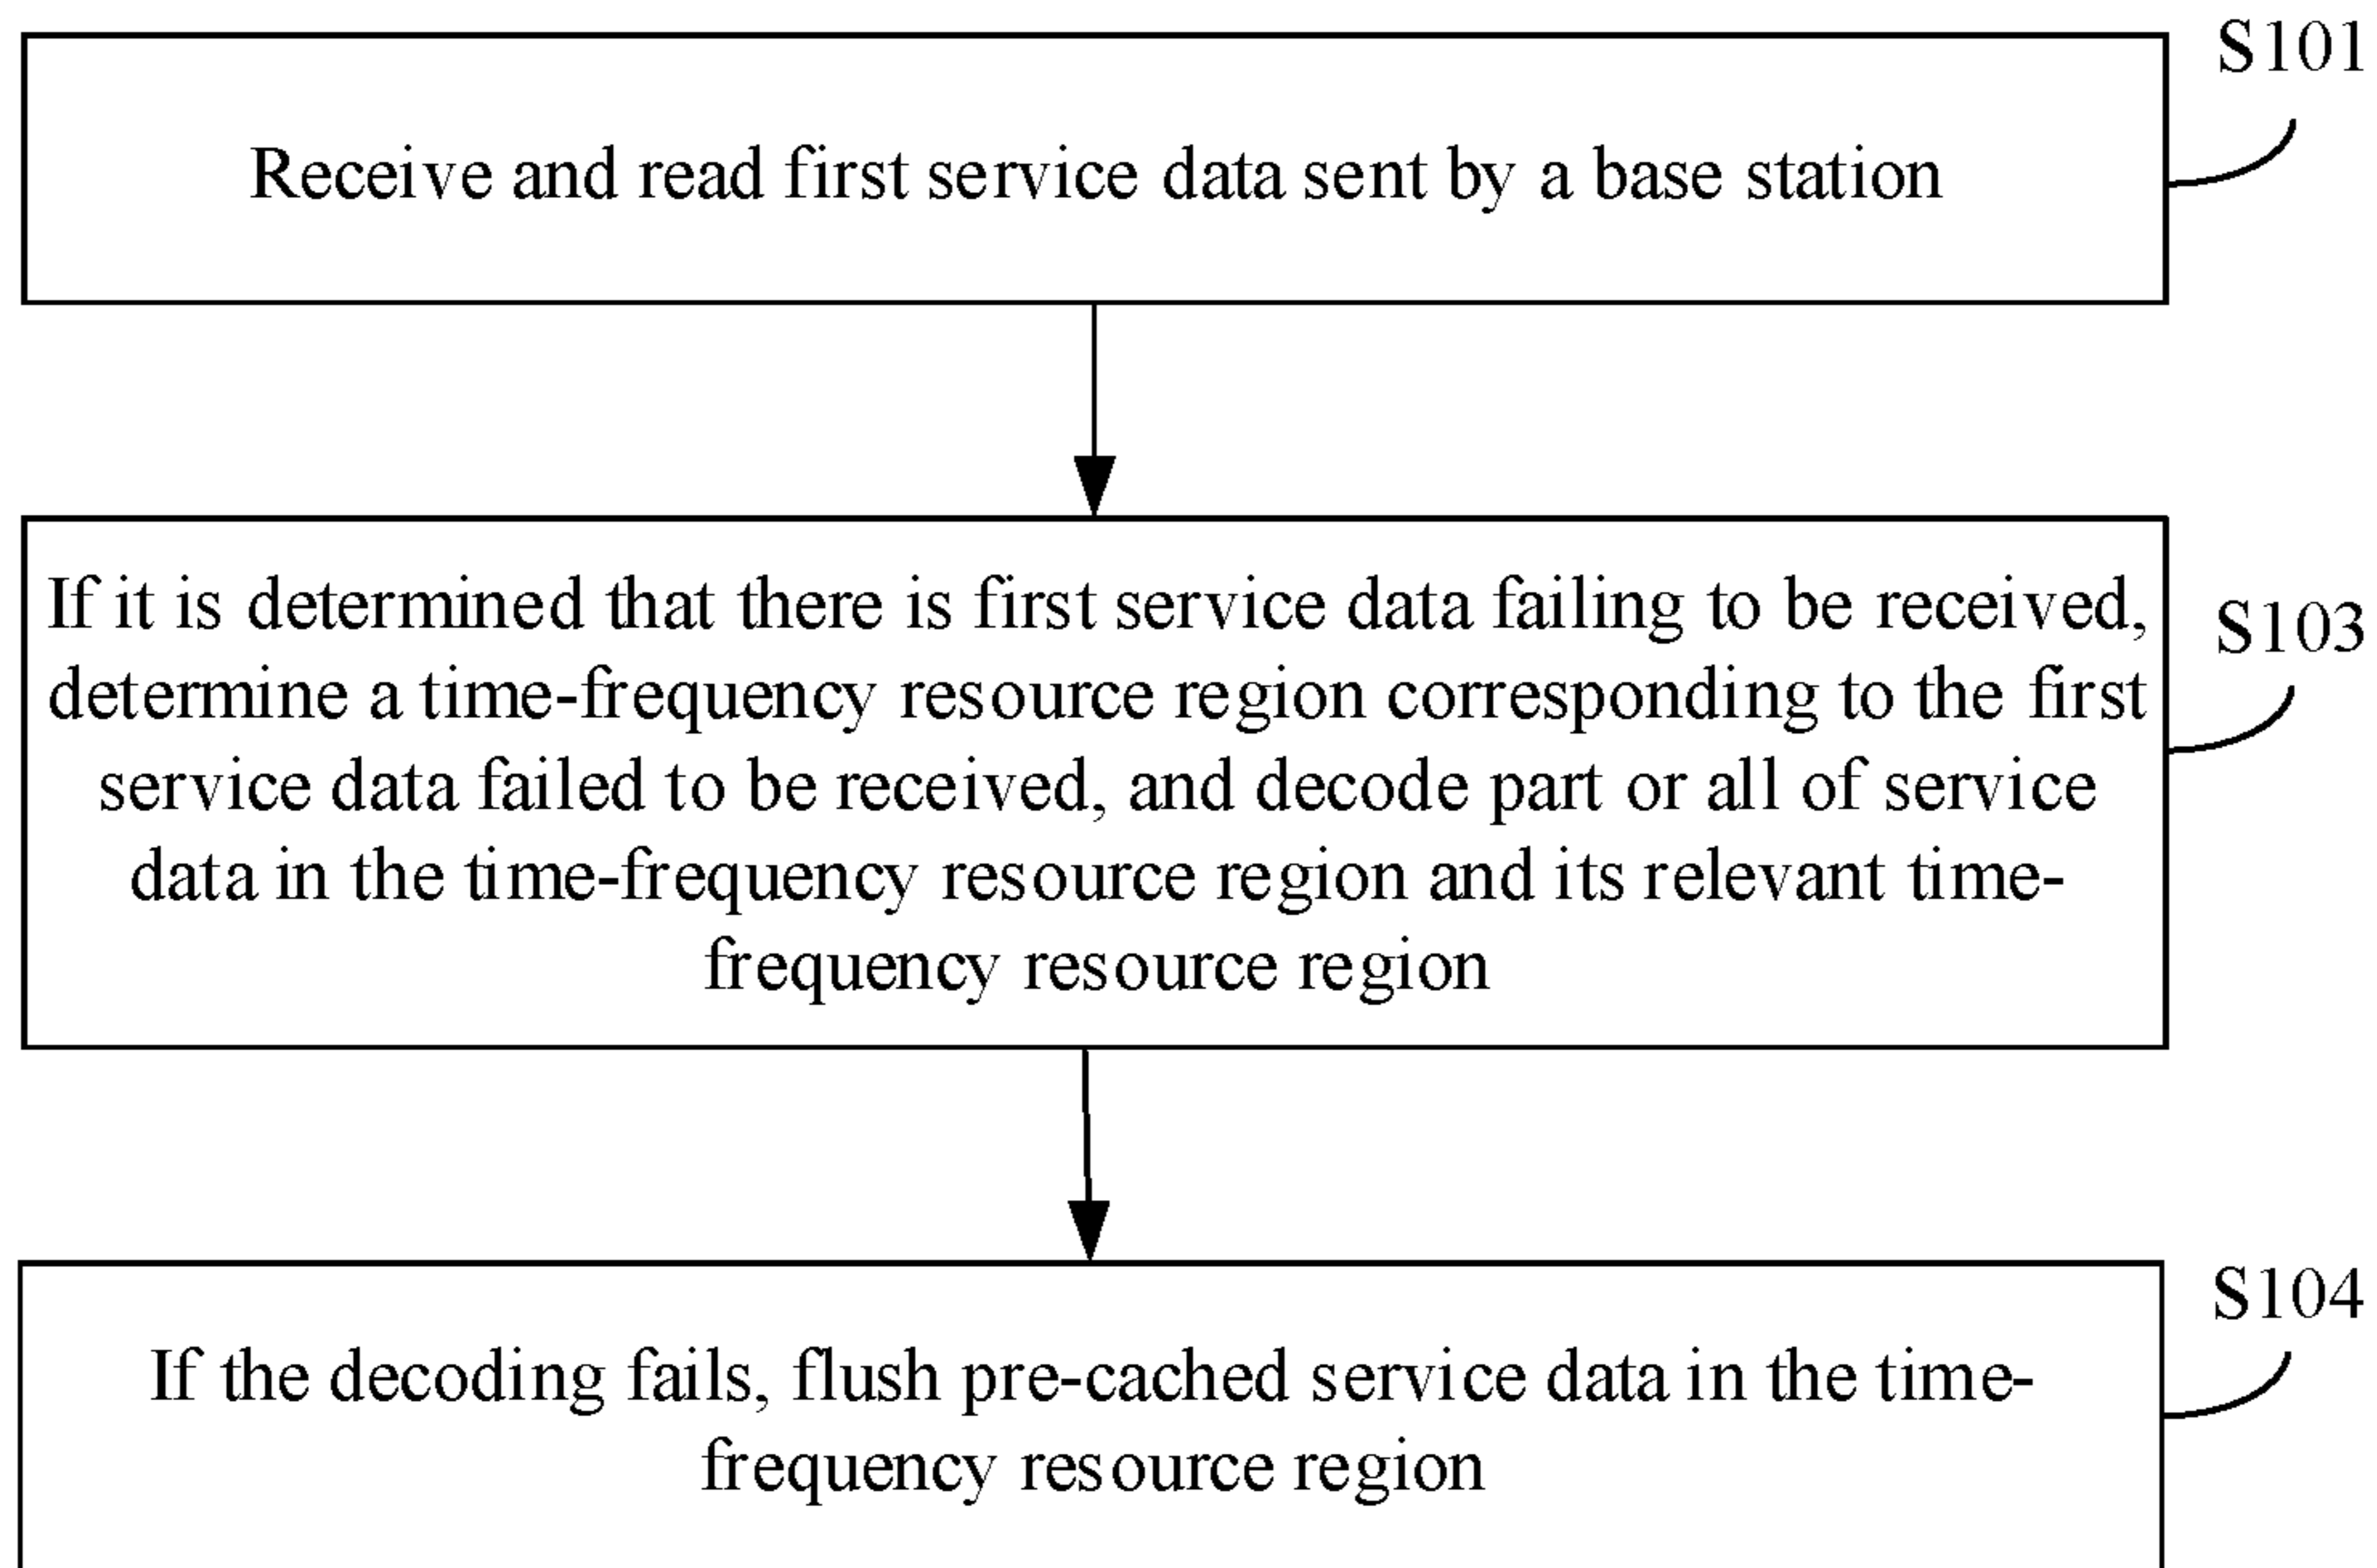 S101
Receive and read first service data sent by a base station
If it is determined that there is first service data failing to be received,
S103
determine a time-frequency resource region corresponding to the first
service data failed to be received, and decode part or all of service
data in the time-frequency resource region and its relevant time-
frequency resource region
S104
If the decoding fails, flush pre-cached service data in the time-
frequency resource region